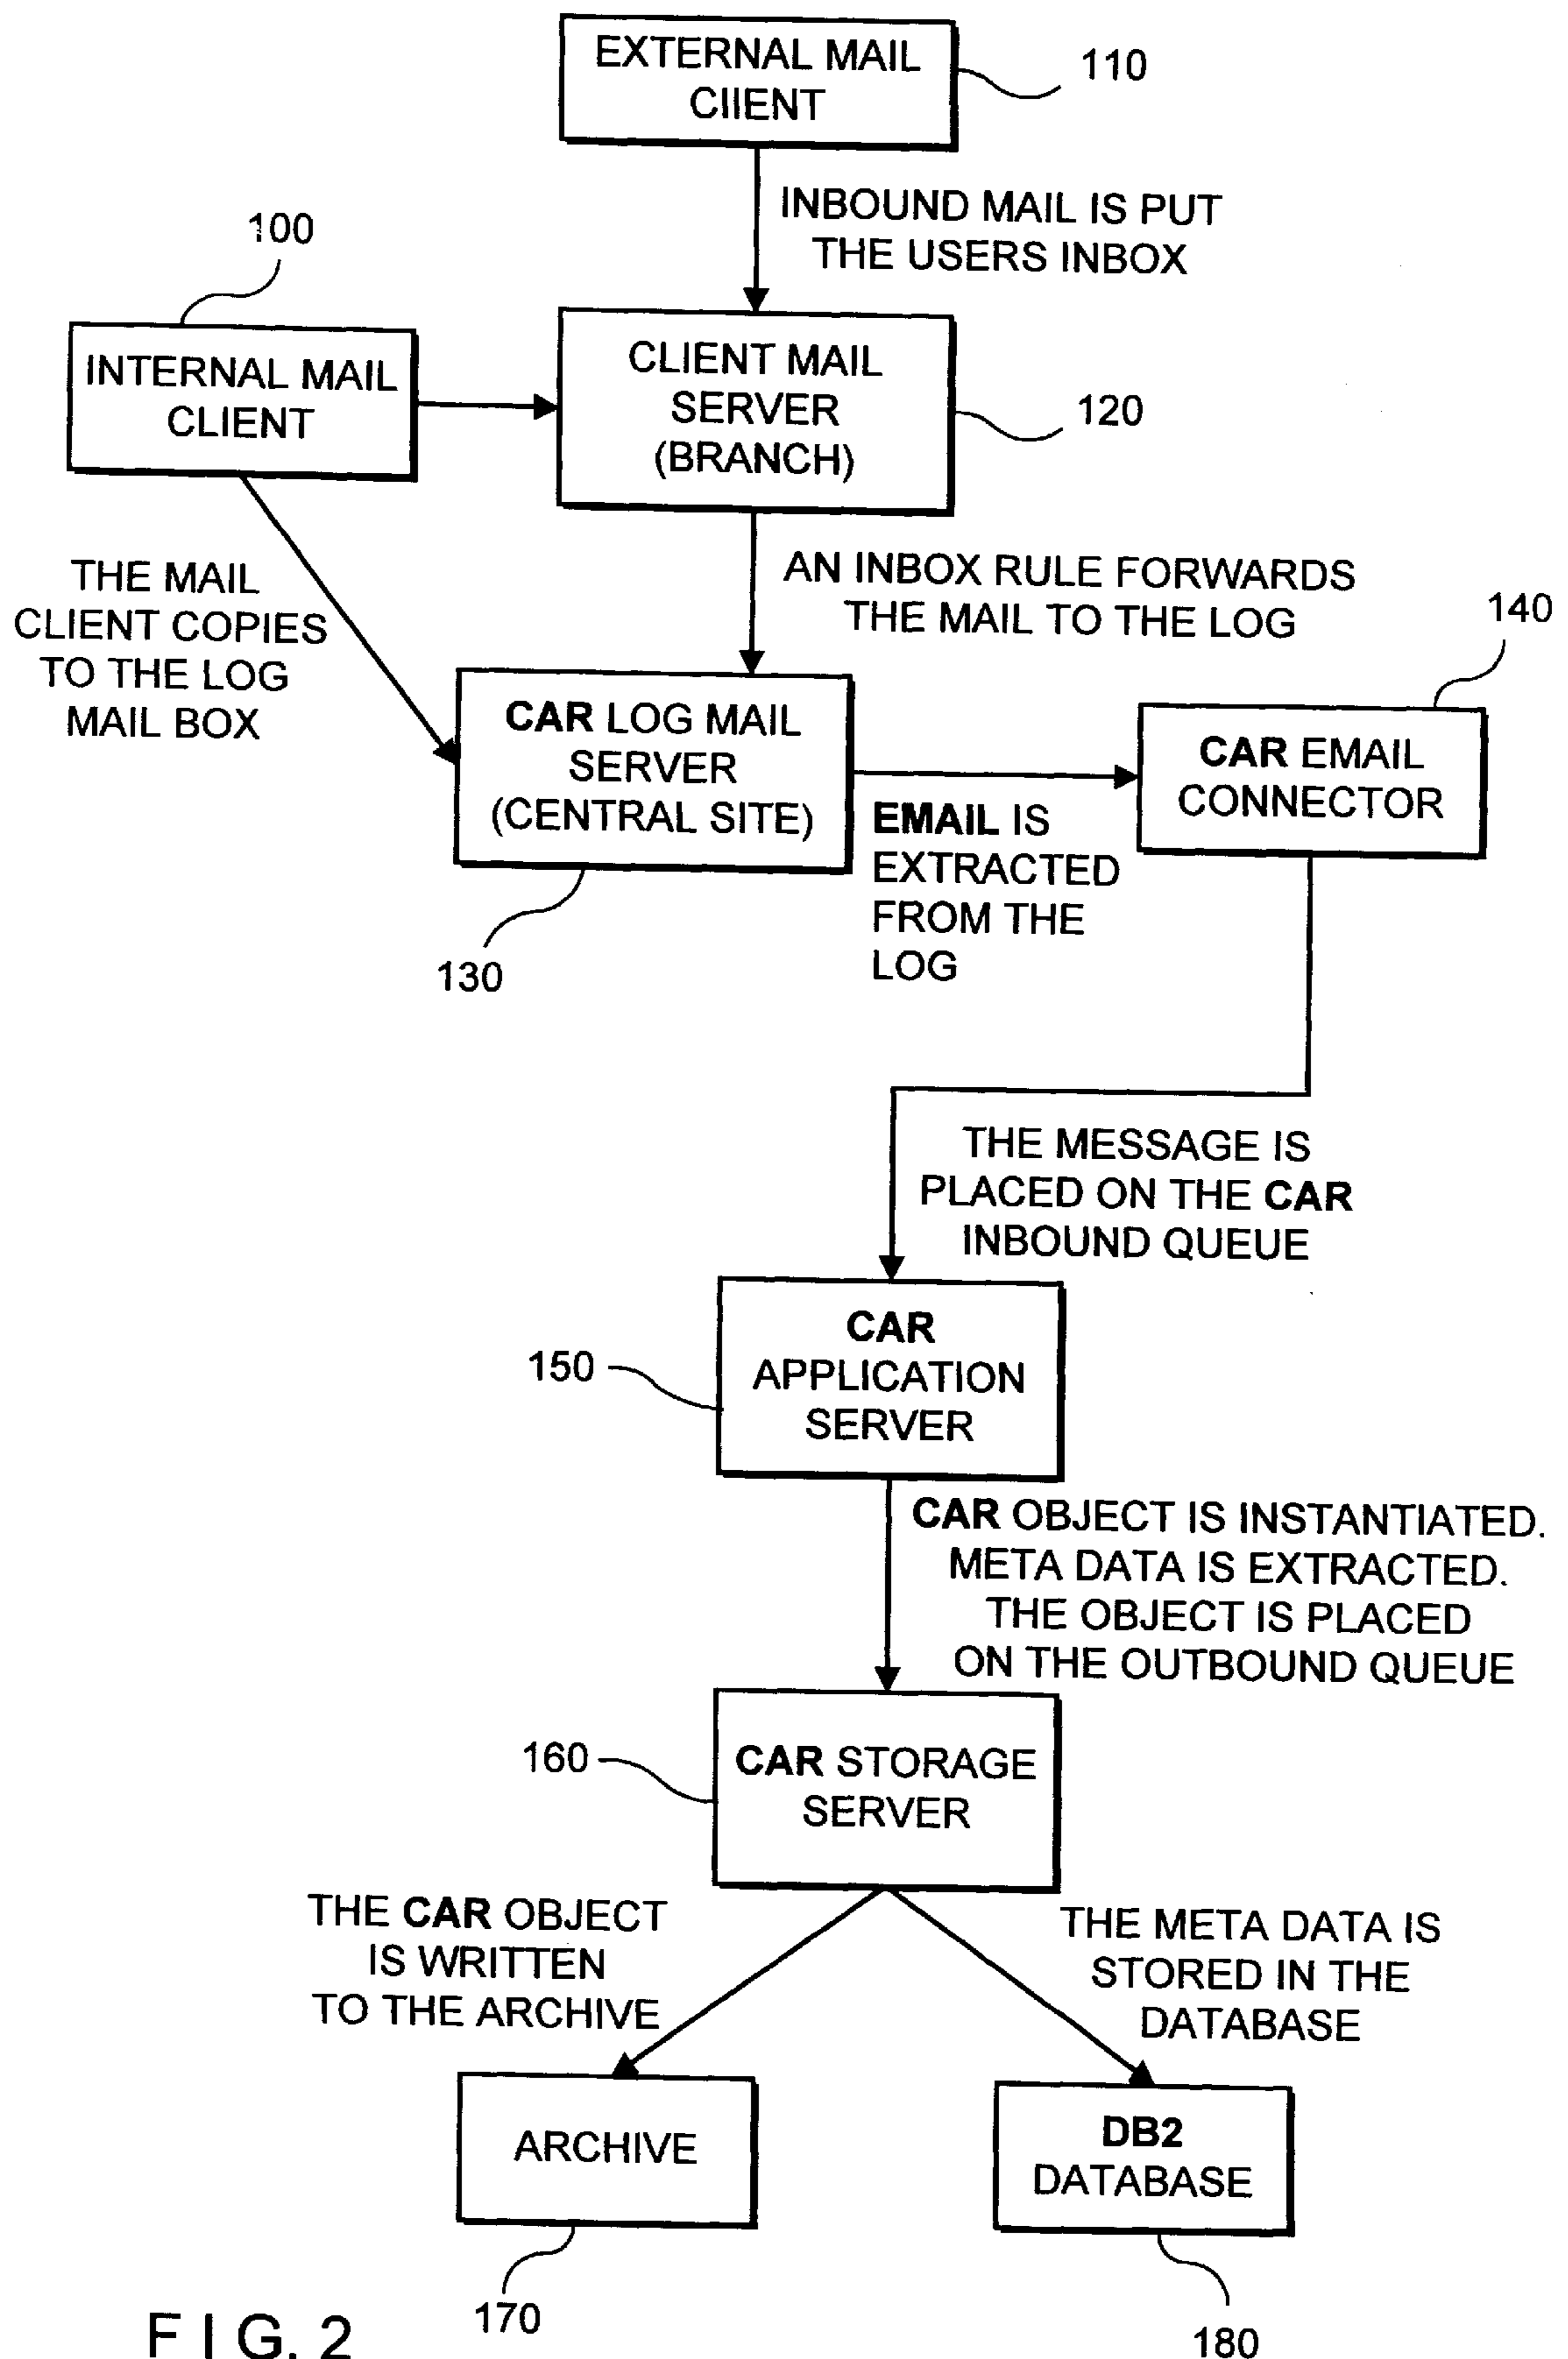 EXTERNAL MAIL
CIIENT
110
INBOUND MAIL IS PUT
THE USERS INBOX
100
INTERNAL MAIL
CLIENT
CLIENT MAIL
SERVER
(BRANCH)
120
THE MAIL
CLIENT COPIES
TO THE LOG
MAIL BOX
AN INBOX RULE FORWARDS
THE MAIL TO THE LOG
140
CAR LOG MAIL
SERVER
(CENTRAL SITE)
130
EMAIL IS
EXTRACTED
FROM THE
LOG
CAR EMAIL
CONNECTOR
THE MESSAGE IS
PLACED ON THE CAR
INBOUND QUEUE
150
CAR
APPLICATION
SERVER
CAR OBJECT IS INSTANTIATED.
META DATA IS EXTRACTED.
THE OBJECT IS PLACED
ON THE OUTBOUND QUEUE
160
CAR STORAGE
SERVER
THE CAR OBJECT
IS WRITTEN
TO THE ARCHIVE
THE META DATA IS
STORED IN THE
DATABASE
ARCHIVE
170
DB2
DATABASE
180
FIG. 2